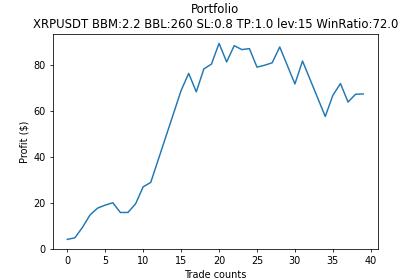 Portfolio
XRPUSDT BBM:2.2 BBL:260 SL:0.8 TP:1.0 lev:15 WinRatio:72.0
Profit ($)
80
60
40
20
0
0 5 10 15 20 25 30 35 40
Trade counts